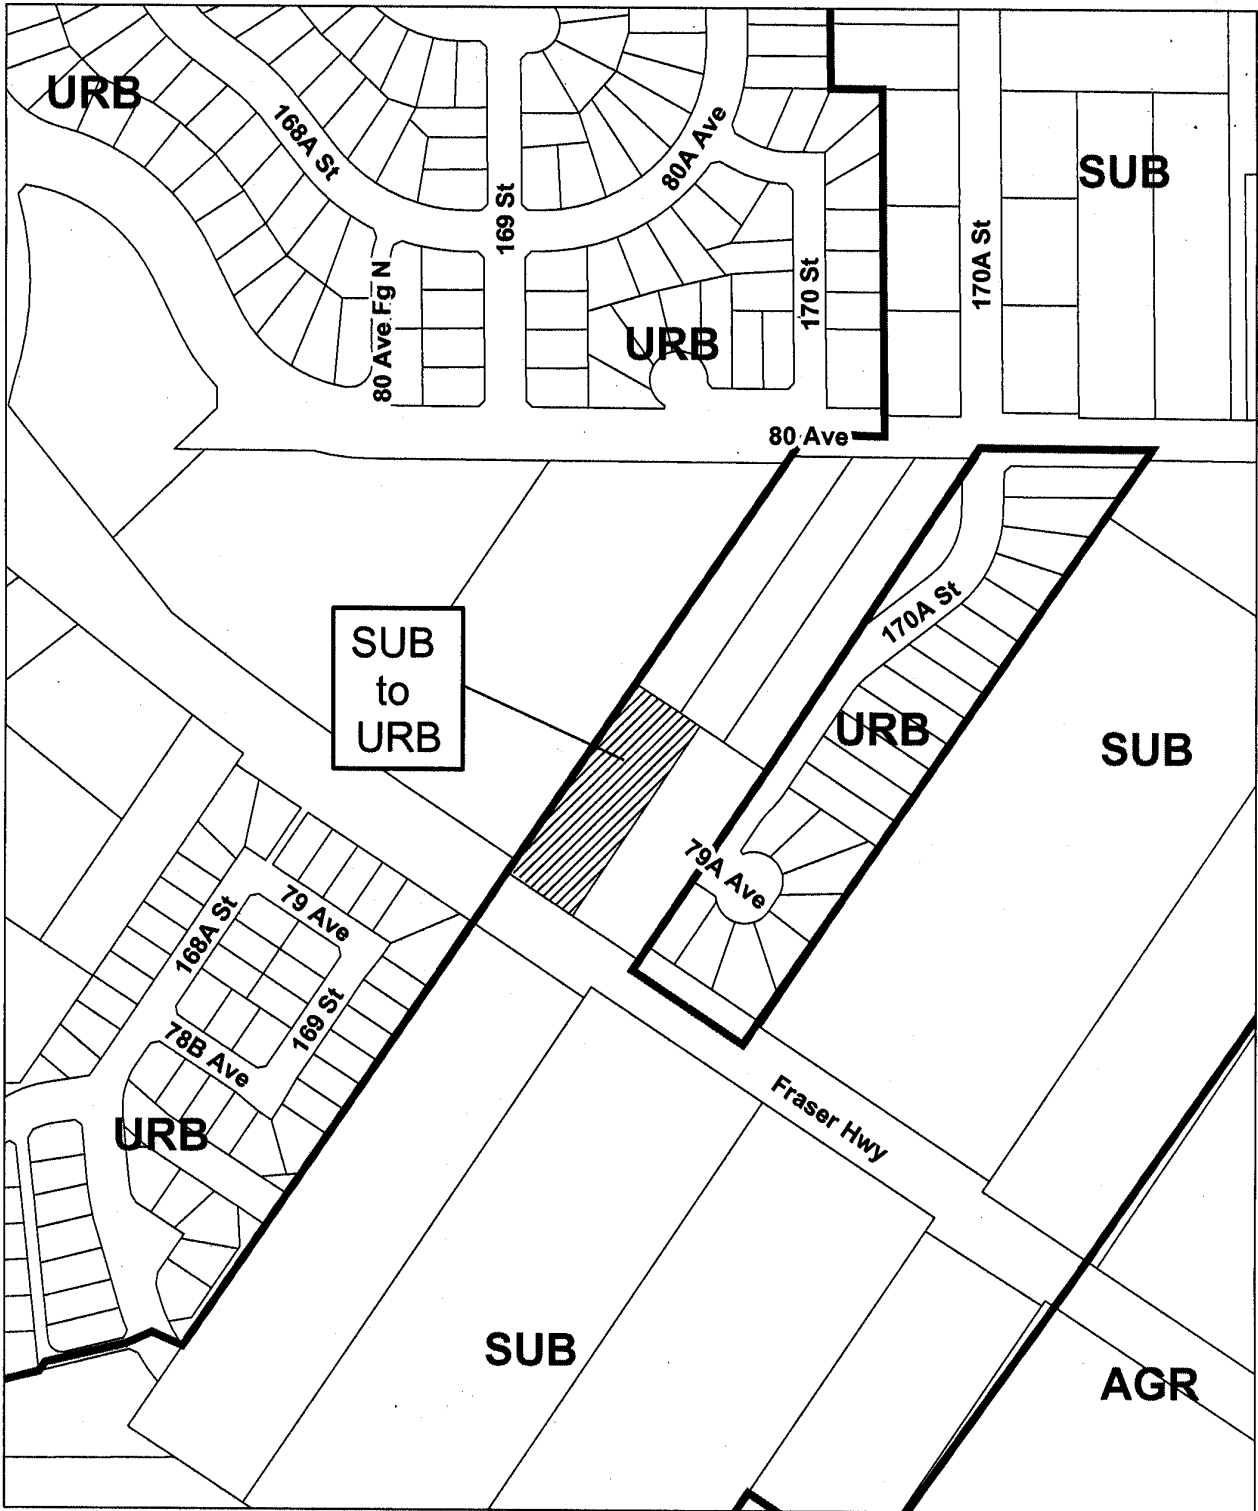 URB
168A St
169 St
80A Ave
SUB
170A St
80 Ave Fg N
170 St
URB
80 Ave
SUB
to
URB
170A St
URB
SUB
79A Ave
79 Ave
168A St
169 St
78B Ave
URB
Fraser Hwy
SUB
AGR